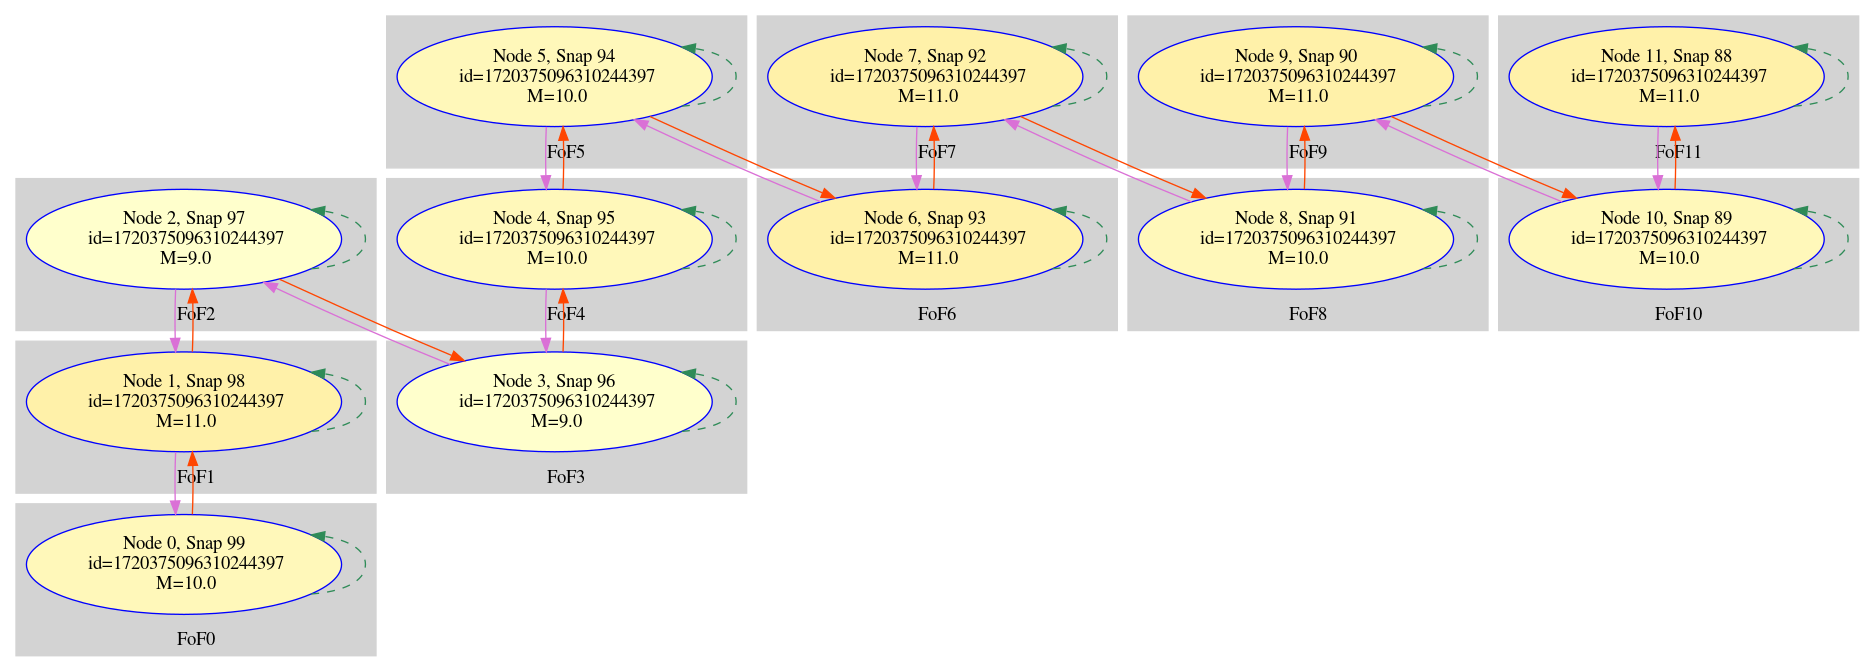 Node 5, Snap 94
id=1720375096310244397
M=10.0
FoF5
Node 7, Snap 92
id=1720375096310244397
M=11.0
FoF7
Node 9, Snap 90
id=1720375096310244397
M=11.0
FoF9
Node 11, Snap 88
id=1720375096310244397
M=11.0
FoF11
Node 2, Snap 97
id=1720375096310244397
M=9.0
FoF2
Node 4, Snap 95
id=1720375096310244397
M=10.0
FoF4
Node 6, Snap 93
id=1720375096310244397
M=11.0
FoF6
Node 8, Snap 91
id=1720375096310244397
M=10.0
FoF8
Node 10, Snap 89
id=1720375096310244397
M=10.0
FoF10
Node 1, Snap 98
id=1720375096310244397
M=11.0
FoF1
Node 3, Snap 96
id=1720375096310244397
M=9.0
FoF3
Node 0, Snap 99
id=1720375096310244397
M=10.0
FoF0